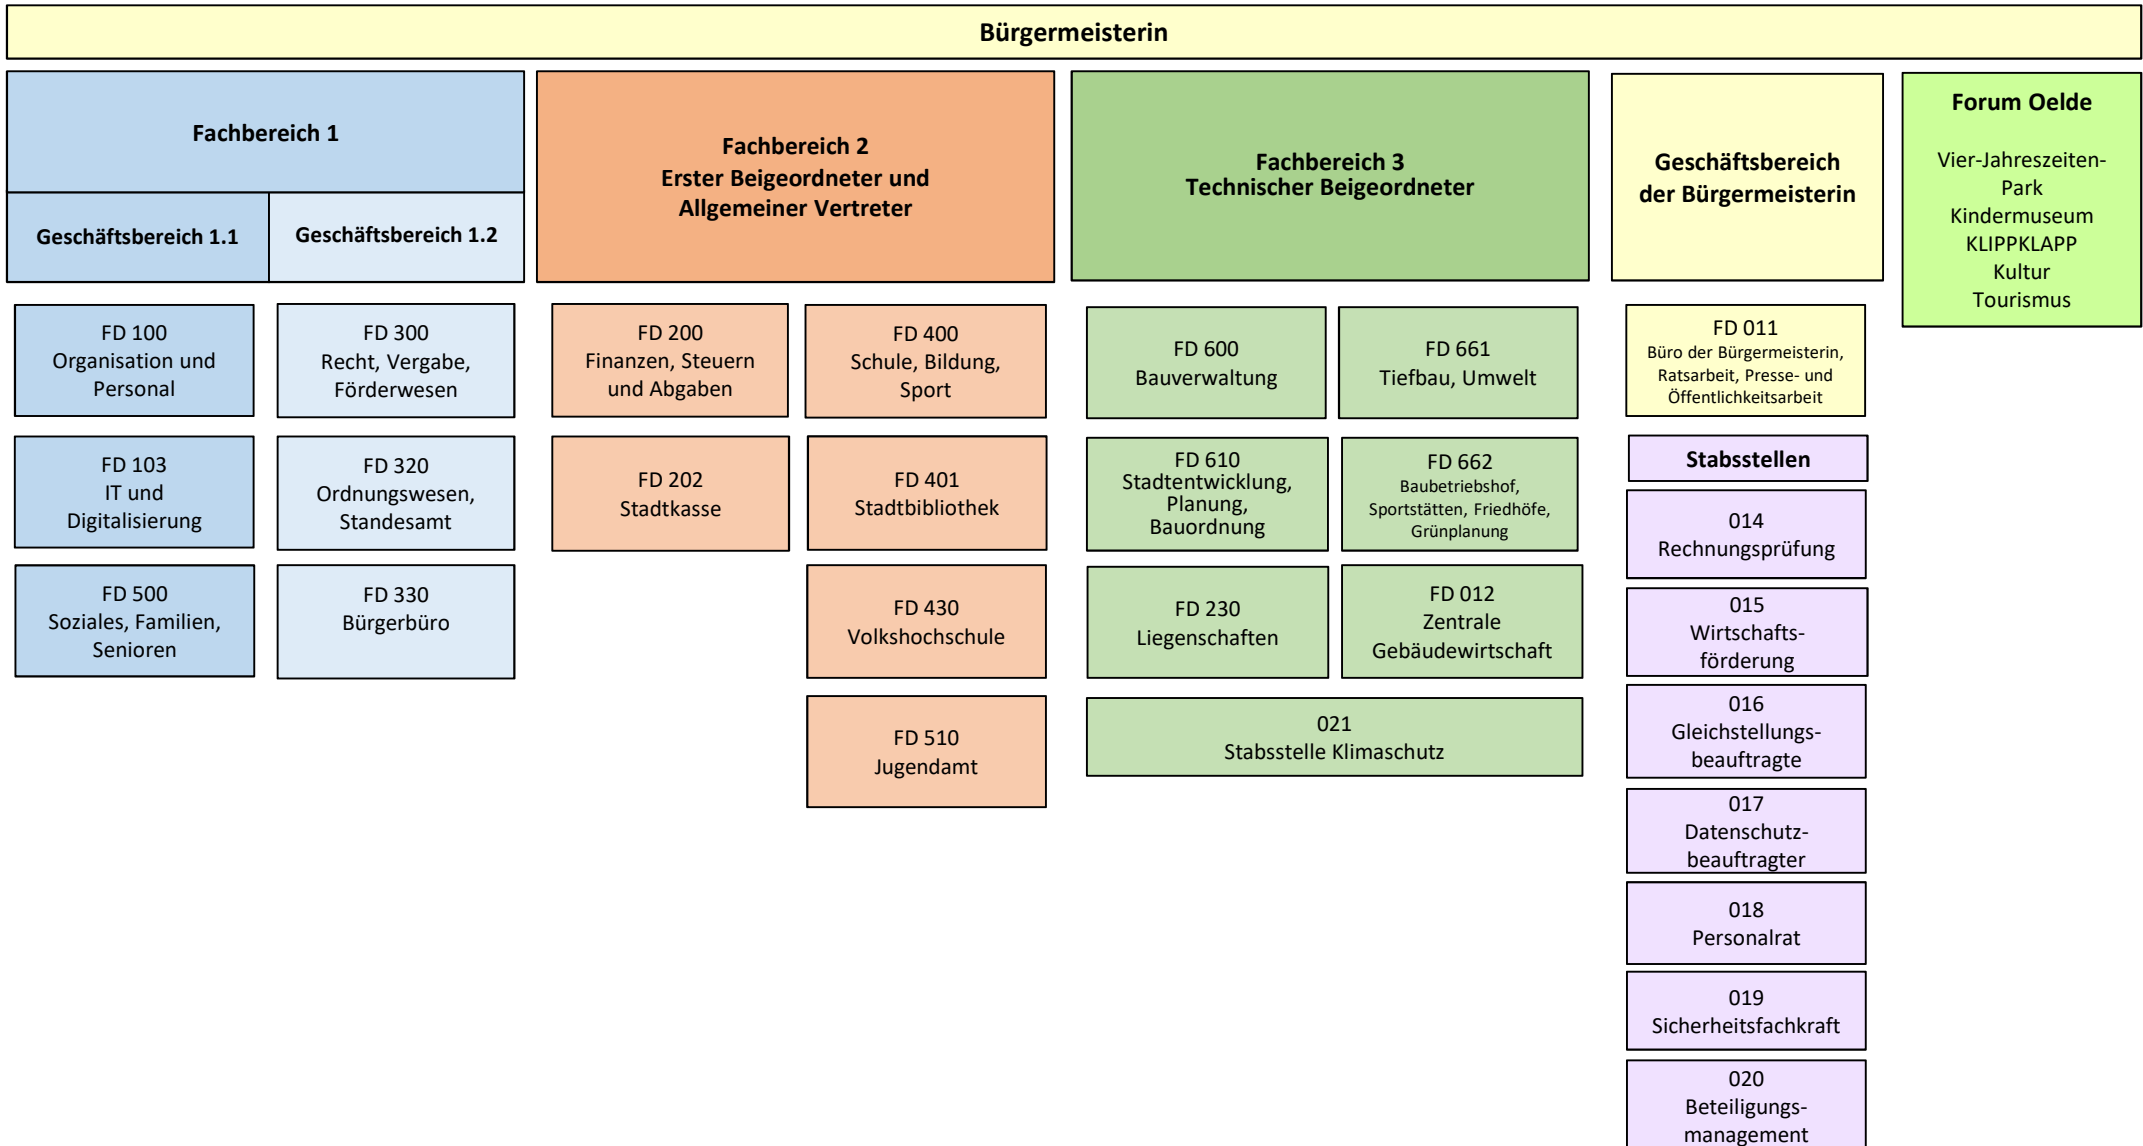 Bürgermeisterin
Fachbereich 1
Geschäftsbereich 1.1
Geschäftsbereich 1.2
Fachbereich 2
Erster Beigeordneter und
Allgemeiner Vertreter
Fachbereich 3
Technischer Beigeordneter
Geschäftsbereich
der Bürgermeisterin
Forum Oelde
Vier-Jahreszeiten-
Park
Kindermuseum
KLIPPKLAPP
Kultur
Tourismus
FD 100
Organisation und
Personal
FD 103
IT und
Digitalisierung
FD 500
Soziales, Familien,
Senioren
FD 300
Recht, Vergabe,
Förderwesen
FD 320
Ordnungswesen,
Standesamt
FD 330
Bürgerbüro
FD 200
Finanzen, Steuern
und Abgaben
FD 202
Stadtkasse
FD 400
Schule, Bildung,
Sport
FD 401
Stadtbibliothek
FD 430
Volkshochschule
FD 510
Jugendamt
FD 600
Bauverwaltung
FD 610
Stadtentwicklung,
Planung,
Bauordnung
FD 230
Liegenschaften
FD 661
Tiefbau, Umwelt
FD 662
Baubetriebshof,
Sportstätten, Friedhöfe,
Grünplanung
FD 012
Zentrale
Gebäudewirtschaft
021
Stabsstelle Klimaschutz
FD 011
Büro der Bürgermeisterin,
Ratsarbeit, Presse- und
Öffentlichkeitsarbeit
Stabsstellen
014
Rechnungsprüfung
015
Wirtschafts-
förderung
016
Gleichstellungs-
beauftragte
017
Datenschutz-
beauftragter
018
Personalrat
019
Sicherheitsfachkraft
020
Beteiligungs-
management